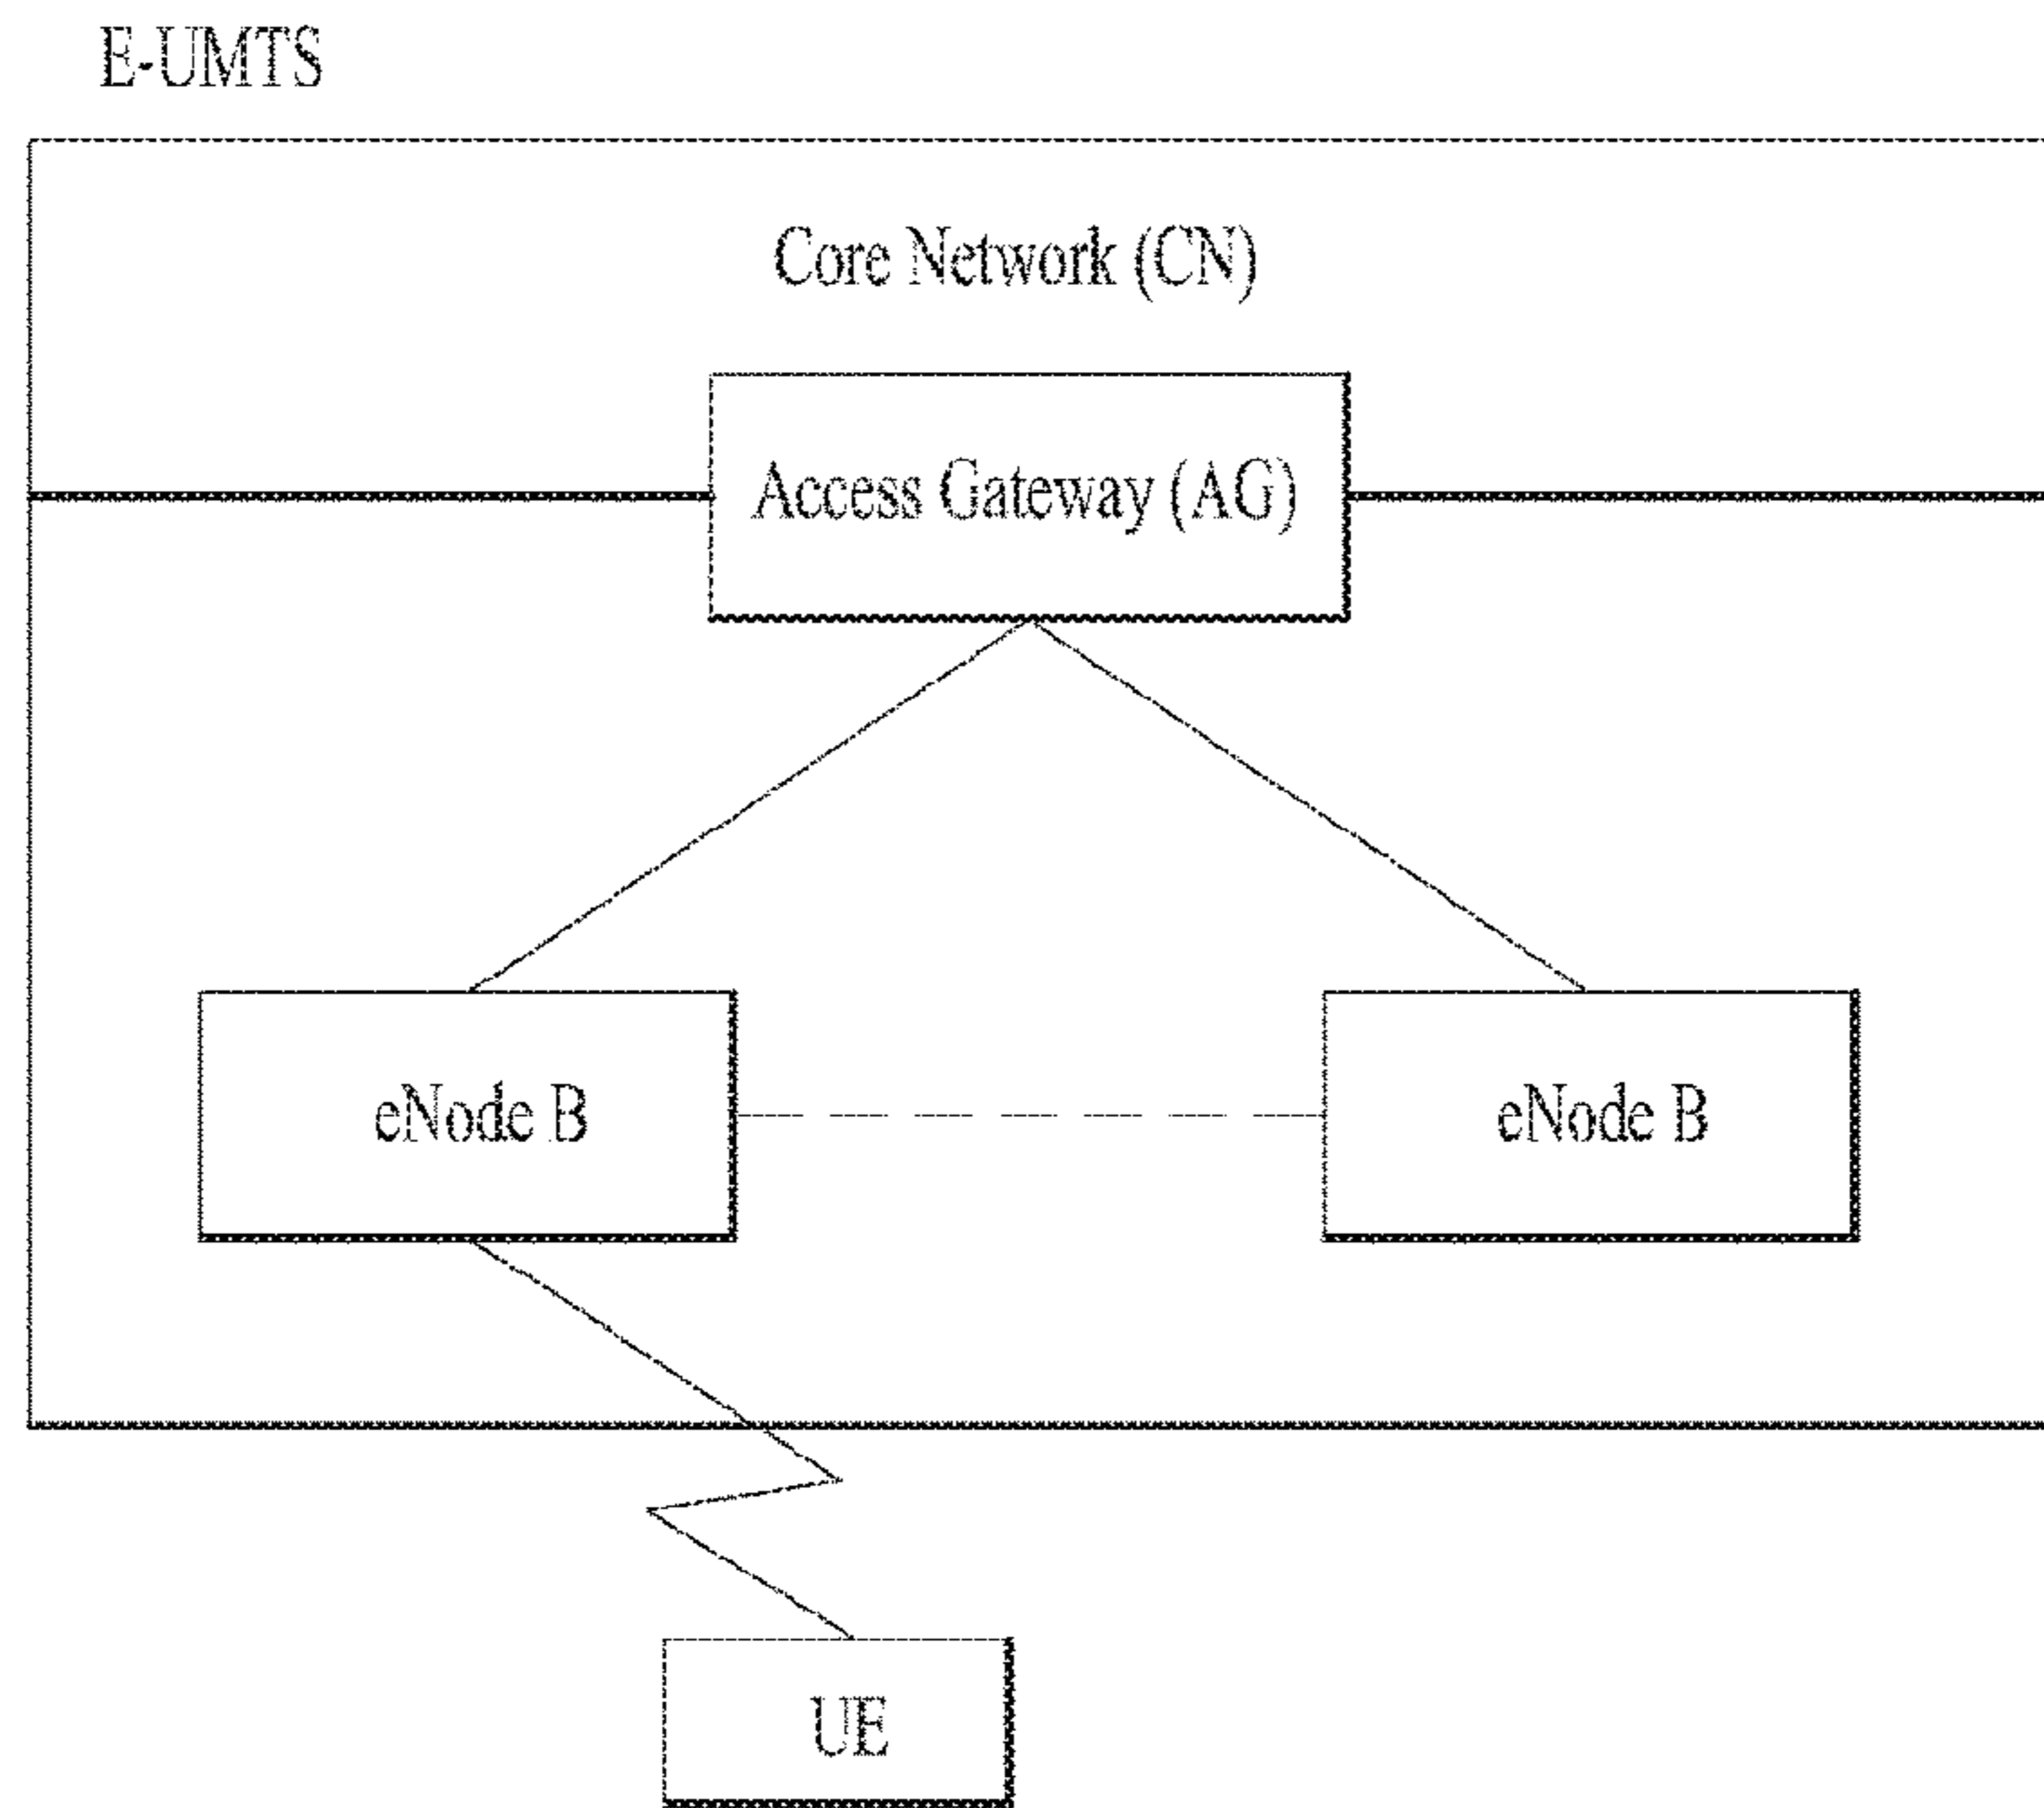 E-UMTS
Core Network (CN)
Access Gateway (AG)
eNode B
eNode B
UE